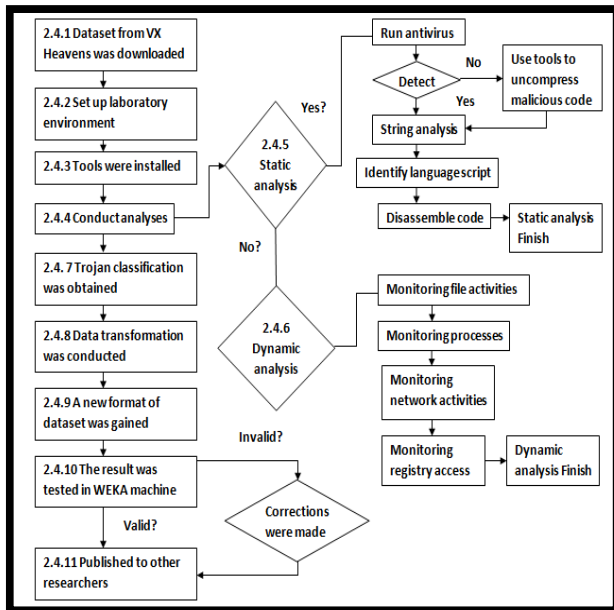 2.4.1 Dataset from VX
Heavens was downloaded
2.4.2 Set up laboratory
environment
2.4.3 Tools were installed
2.4.4 Conduct analyses
2.4.7 Trojan classification
was obtained
2.4.8 Data transformation
was conducted
2.4.9 A new format of
dataset was gained
2.4.10 The result was
tested in WEKA machine
Valid?
2.4.11 Published to other
researchers
Invalid?
Corrections
were made
Yes?
2.4.5
Static
analysis
No?
2.4.6
Dynamic
analysis
Run antivirus
Detect
No
Use tools to
uncompress
malicious code
Yes
String analysis
Identify language script
Disassemble code
Static analysis
Finish
Monitoring file activities
Monitoring processes
Monitoring
network activities
Monitoring
registry access
Dynamic
analysis Finish